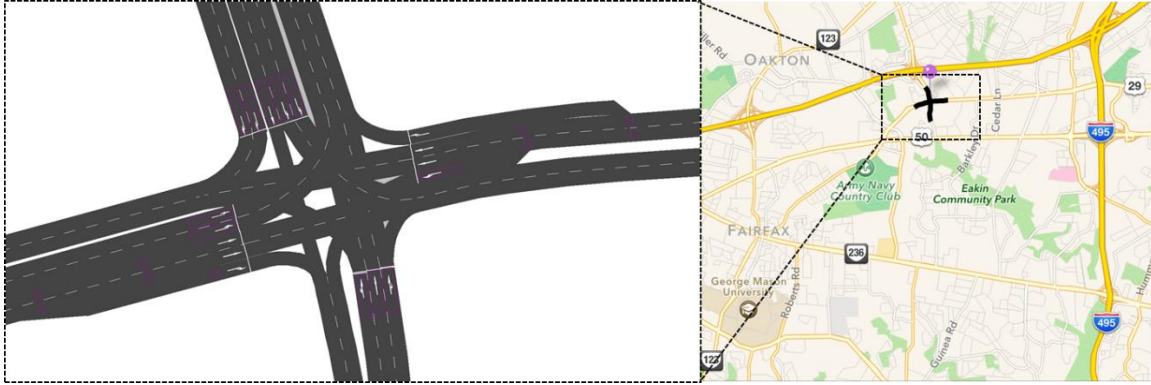 123
OAKTON
29
Cedar Ln
50
495
Barkley Dr
Army Navy
Country Club
Eakin
Community Park
FAIRFAX
236
George Mason
University
Roberts Rd
495
Guinea Rd
123